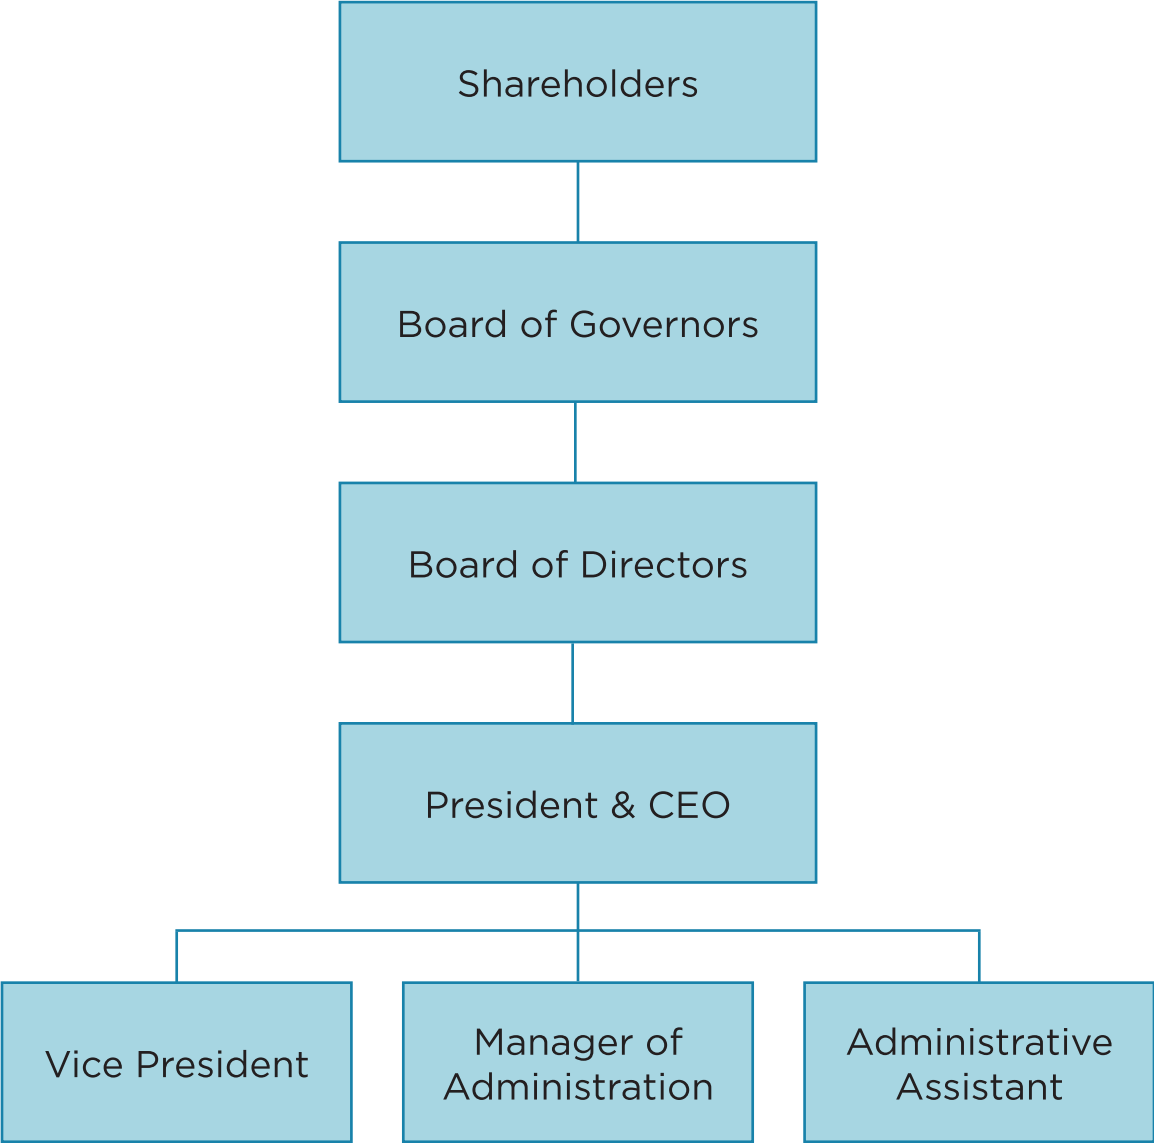 Shareholders
Board of Governors
Board of Directors
President & CEO
Vice President
Manager of
Administration
Administrative
Assistant